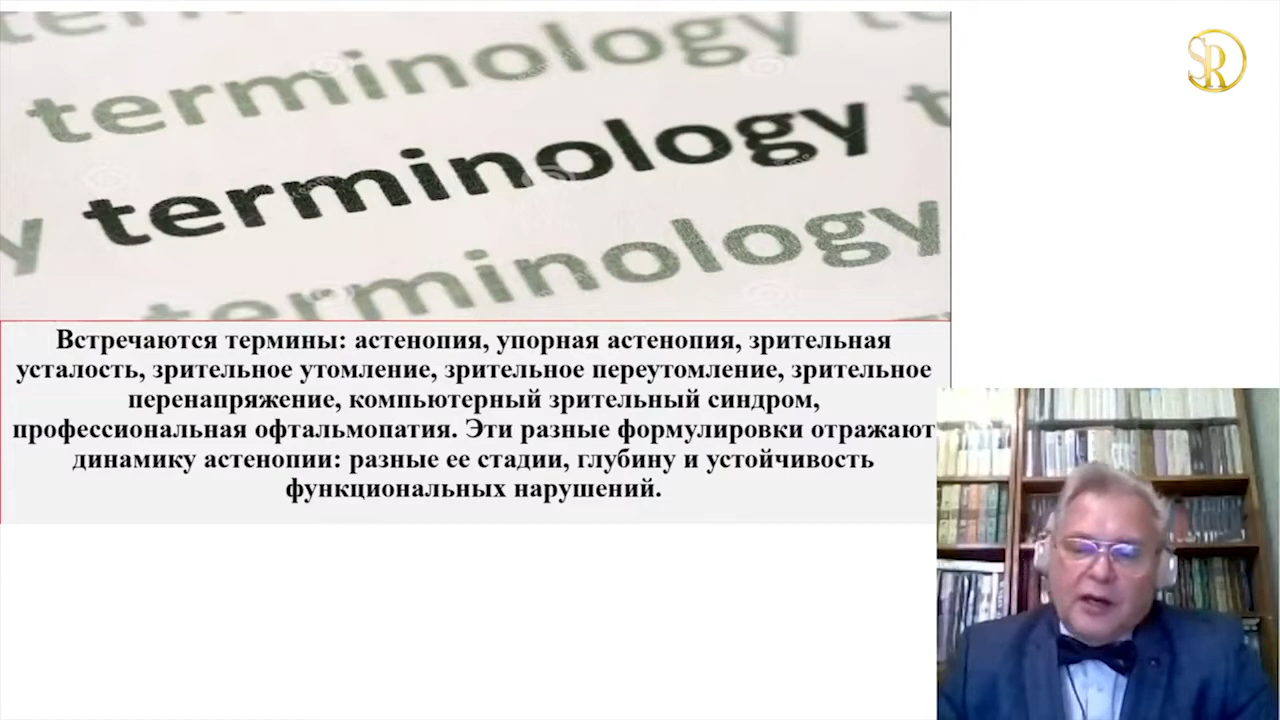 terminology
terminology
terminology
Встречаются термины: астенопия, упорная астенопия, зрительная
усталость, зрительное утомление, зрительное переутомление, зрительное
перенапряжение, компьютерный зрительный синдром,
профессиональная офтальмопатия. Эти разные формулировки отражают
динамику астенопии: разные ее стадии, глубину и устойчивость
функциональных нарушений.
SR